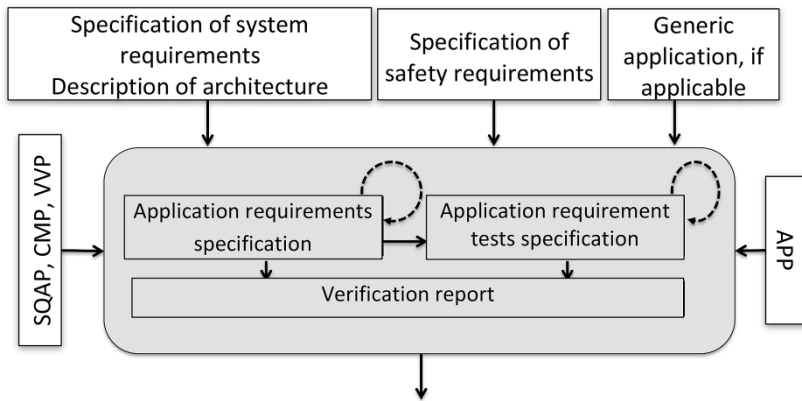 Specification of system
requirements
Description of architecture
Specification of
safety requirements
Generic
application, if
applicable
SQAP, CMP, VVP
Application requirements
specification
Application requirement
tests specification
Verification report
APP